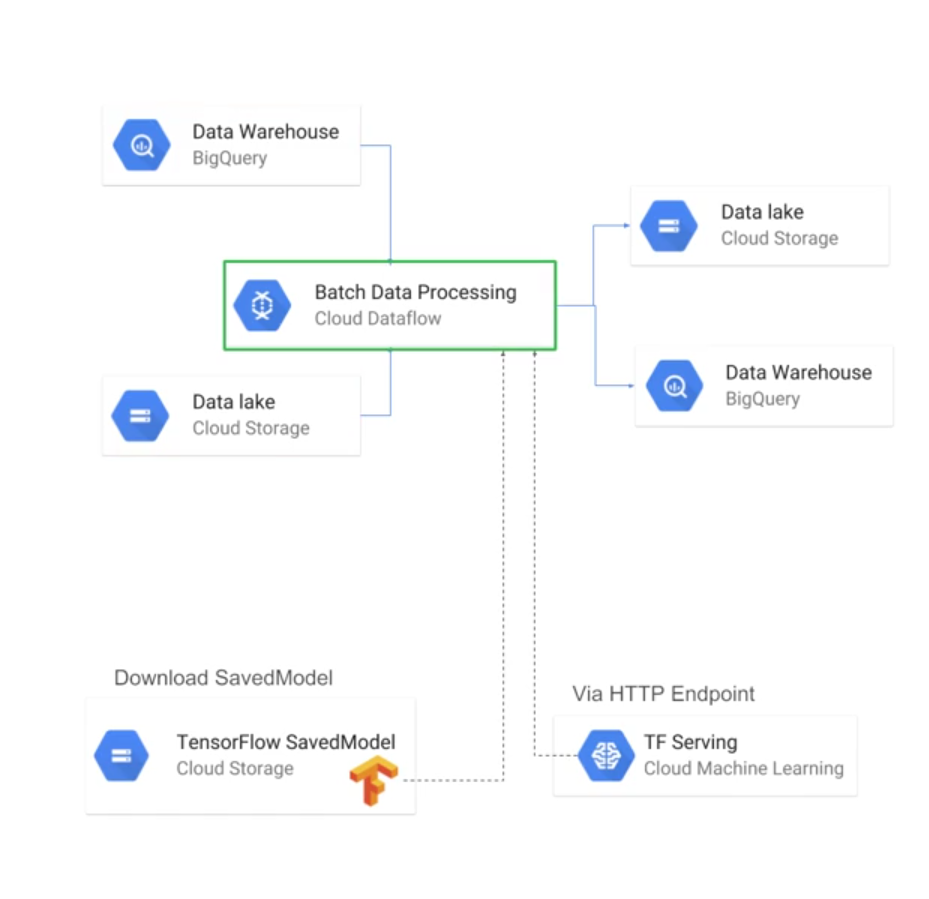 Data Warehouse
BigQuery
Data lake
Cloud Storage
Batch Data Processing
Cloud Dataflow
Data Warehouse
BigQuery
Data lake
Cloud Storage
Download SavedModel
TensorFlow SavedModel
Cloud Storage
Via HTTP Endpoint
TF Serving
Cloud Machine Learning